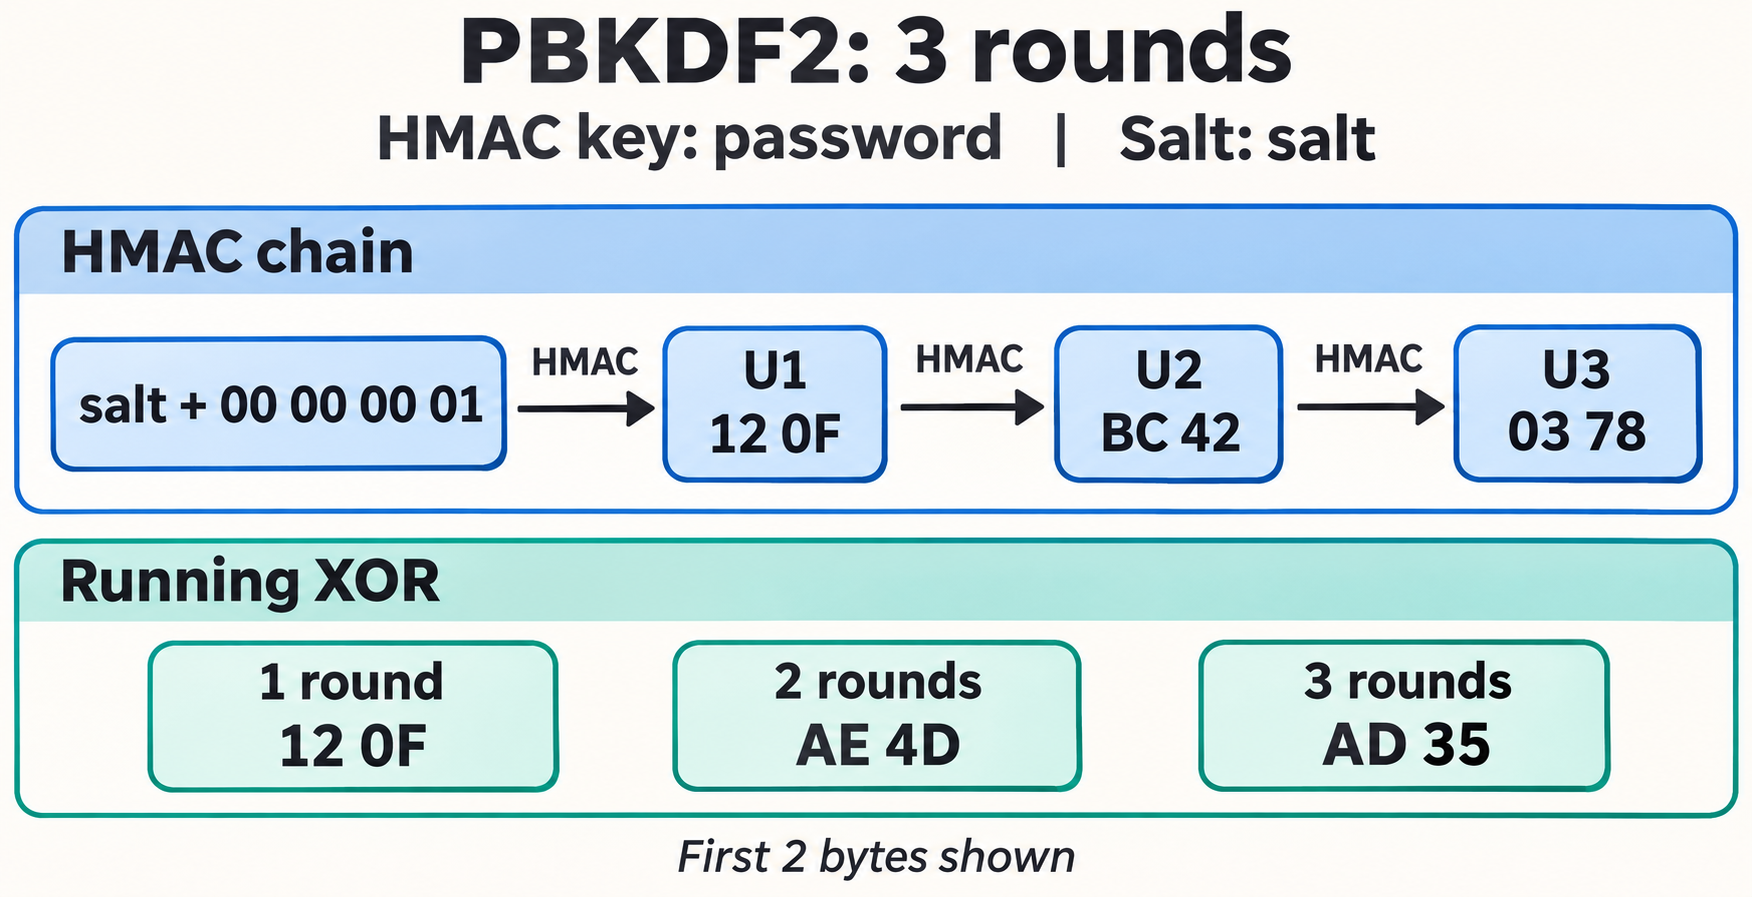 PBKDF2: 3 rounds
HMAC key: password | Salt: salt
HMAC chain
salt + 00 00 00 01
HMAC
U1
12 0F
HMAC
U2
BC 42
HMAC
U3
03 78
Running XOR
1 round
12 0F
2 rounds
AE 4D
3 rounds
AD 35
First 2 bytes shown